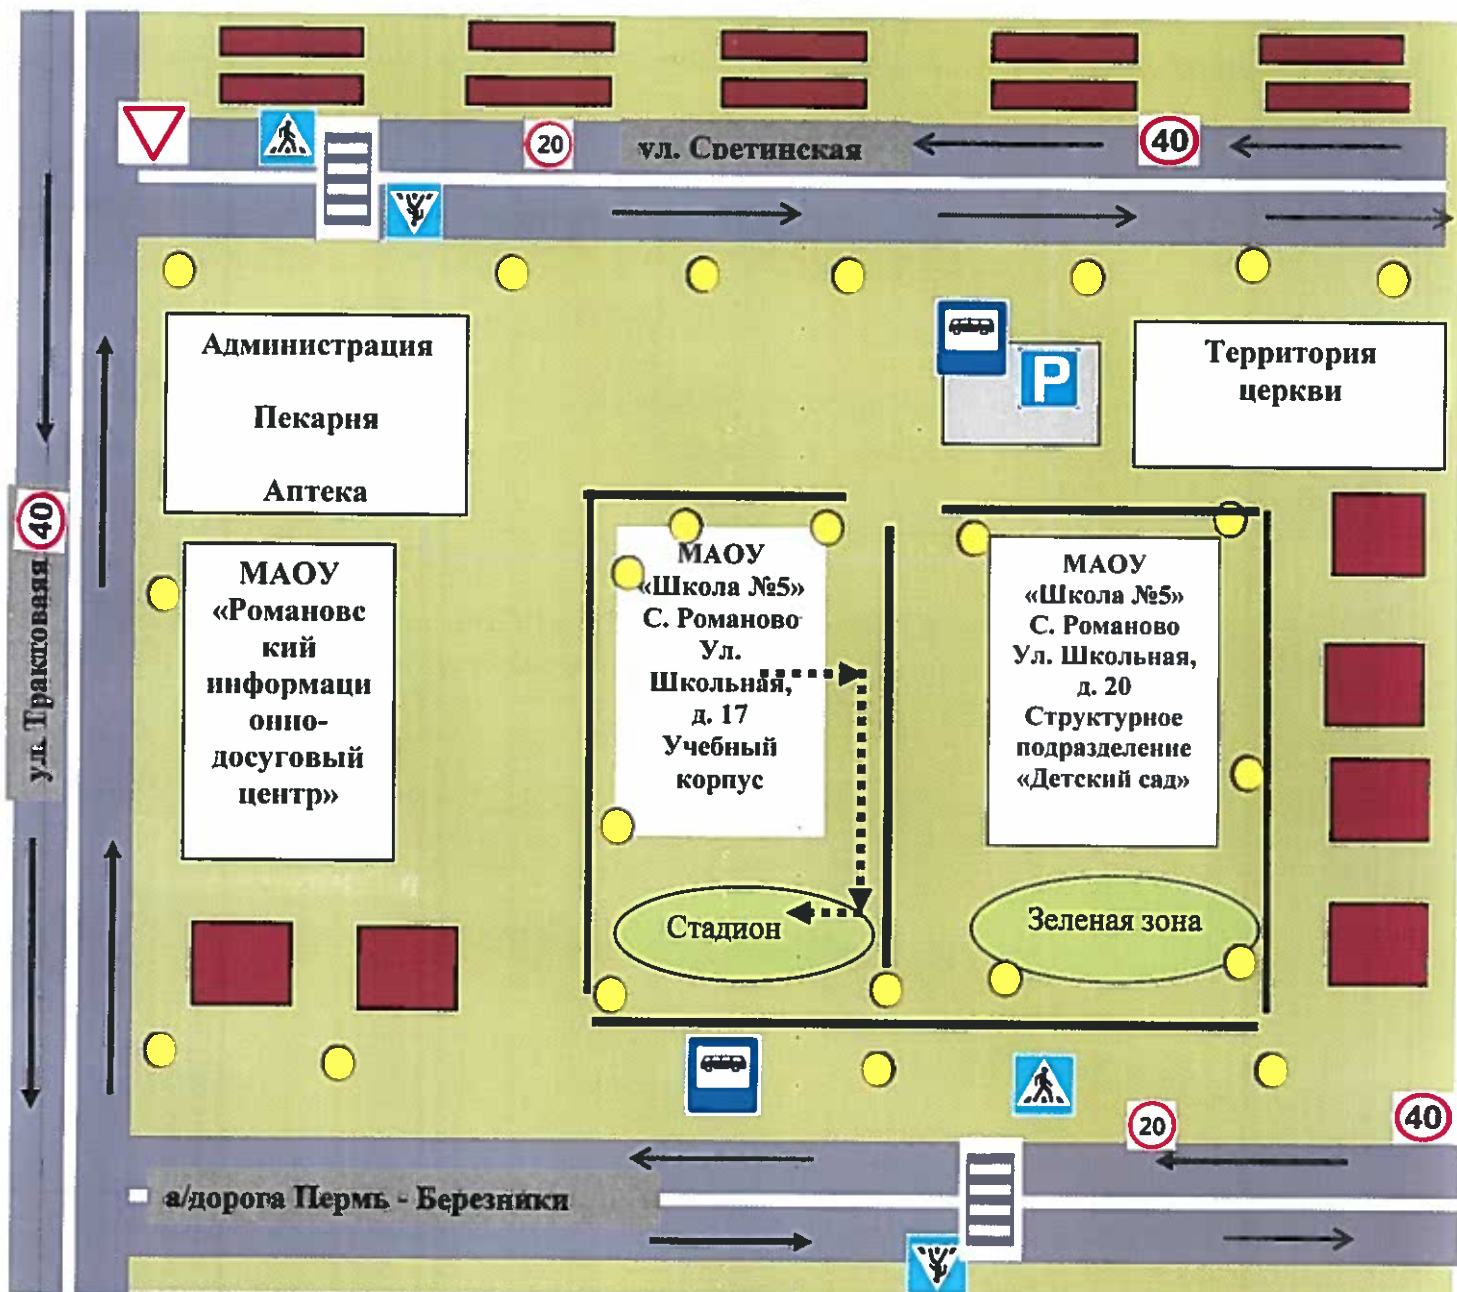 20
ул. Сретинская
40
Администрация
Пекарня
Аптека
P
Территория
церкви
40
ул. Трактовая
МАОУ
«Романовс
кий
информаци
онно-
досуговый
центр»
МАОУ
«Школа №5»
С. Романово
Ул.
Школьная,
д. 17
Учебный
корпус
МАОУ
«Школа №5»
С. Романово
Ул. Школьная,
д. 20
Структурное
подразделение
«Детский сад»
Стадион
Зеленая зона
20
40
а/дорога Пермь - Березники